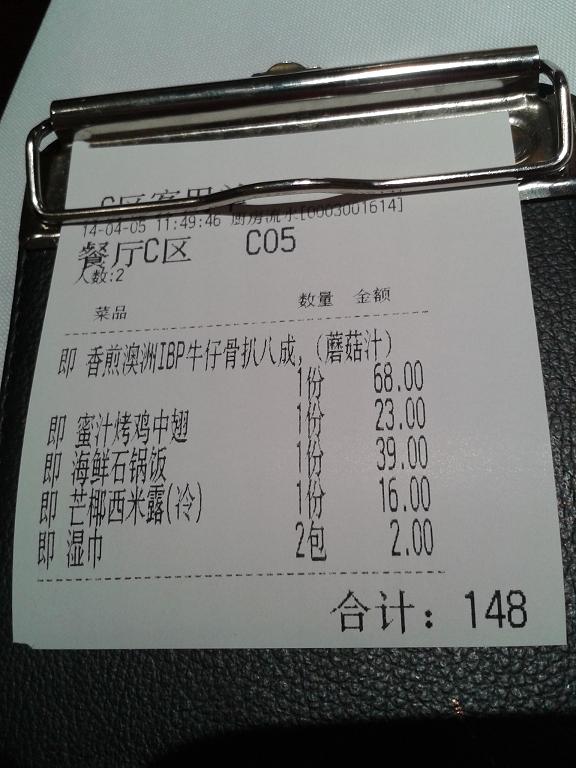 14-04-05 11:49:46 厨房流水[0003001614]
餐厅C区 C05
人数:2
菜品 数量 金额
即 香煎澳洲IBP牛仔骨扒八成,(蘑菇汁)
1份 68.00
即 蜜汁烤鸡中翅 1份 23.00
即 海鲜石锅饭 1份 39.00
即 芒椰西米露(冷) 1份 16.00
即 湿巾 2包 2.00
合计: 148